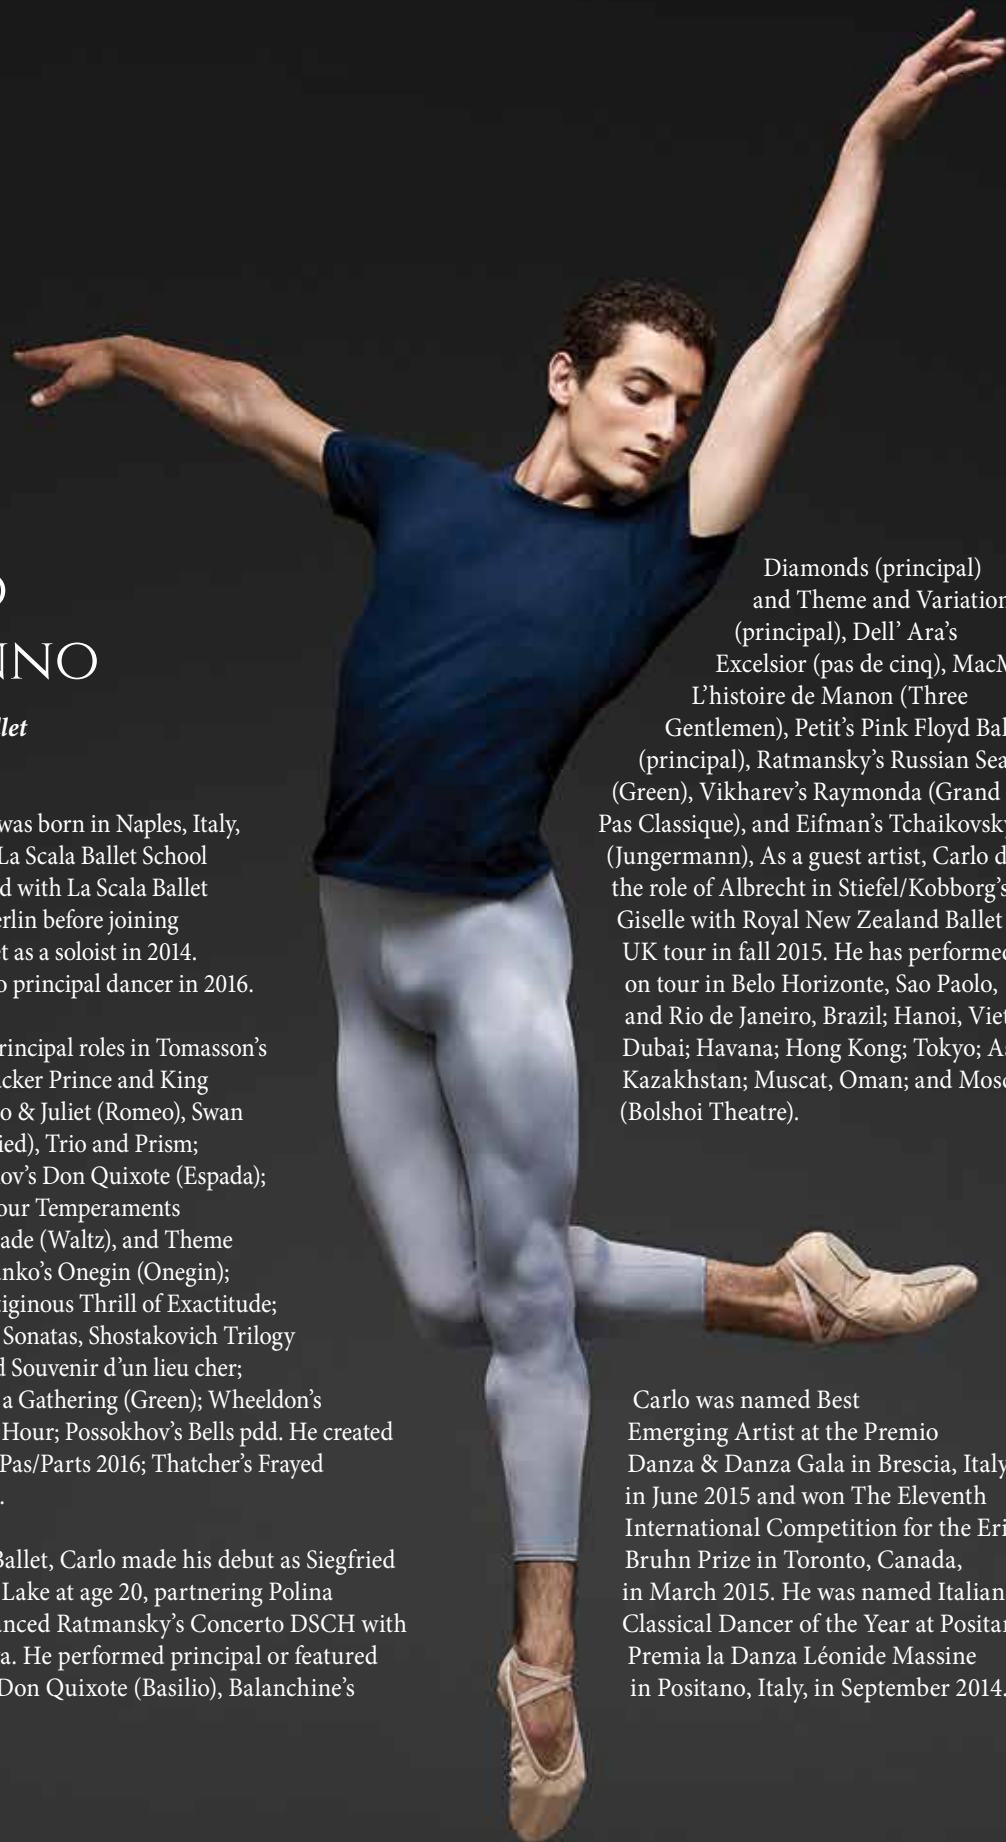 O
NNO
llet
was born in Naples, Italy,
La Scala Ballet School
d with La Scala Ballet
erlin before joining
et as a soloist in 2014.
o principal dancer in 2016.
rincipal roles in Tomasson’s
cker Prince and King
o & Juliet (Romeo), Swan
ied), Trio and Prism;
ov’s Don Quixote (Espada);
our Temperaments
ade (Waltz), and Theme
nko’s Onegin (Onegin);
tiginous Thrill of Exactitude;
Sonatas, Shostakovich Trilogy
d Souvenir d’un lieu cher;
a Gathering (Green); Wheeldon’s
Hour; Possokhov’s Bells pdd. He created
Pas/Parts 2016; Thatcher’s Frayed
.
Ballet, Carlo made his debut as Siegfried
Lake at age 20, partnering Polina
anced Ratmansky’s Concerto DSCH with
a. He performed principal or featured
Don Quixote (Basilio), Balanchine’s
Diamonds (principal)
and Theme and Variation
(principal), Dell’ Ara’s
Excelsior (pas de cinq), MacM
L’histoire de Manon (Three
Gentlemen), Petit’s Pink Floyd Bal
(principal), Ratmansky’s Russian Sea
(Green), Vikharev’s Raymonda (Grand
Pas Classique), and Eifman’s Tchaikovsky
(Jungermann), As a guest artist, Carlo d
the role of Albrecht in Stiefel/Kobborg’s
Giselle with Royal New Zealand Ballet
UK tour in fall 2015. He has performed
on tour in Belo Horizonte, Sao Paolo,
and Rio de Janeiro, Brazil; Hanoi, Viet
Dubai; Havana; Hong Kong; Tokyo; As
Kazakhstan; Muscat, Oman; and Mosc
(Bolshoi Theatre).
Carlo was named Best
Emerging Artist at the Premio
Danza & Danza Gala in Brescia, Italy
in June 2015 and won The Eleventh
International Competition for the Eri
Bruhn Prize in Toronto, Canada,
in March 2015. He was named Italian
Classical Dancer of the Year at Positan
Premia la Danza Léonide Massine
in Positano, Italy, in September 2014.